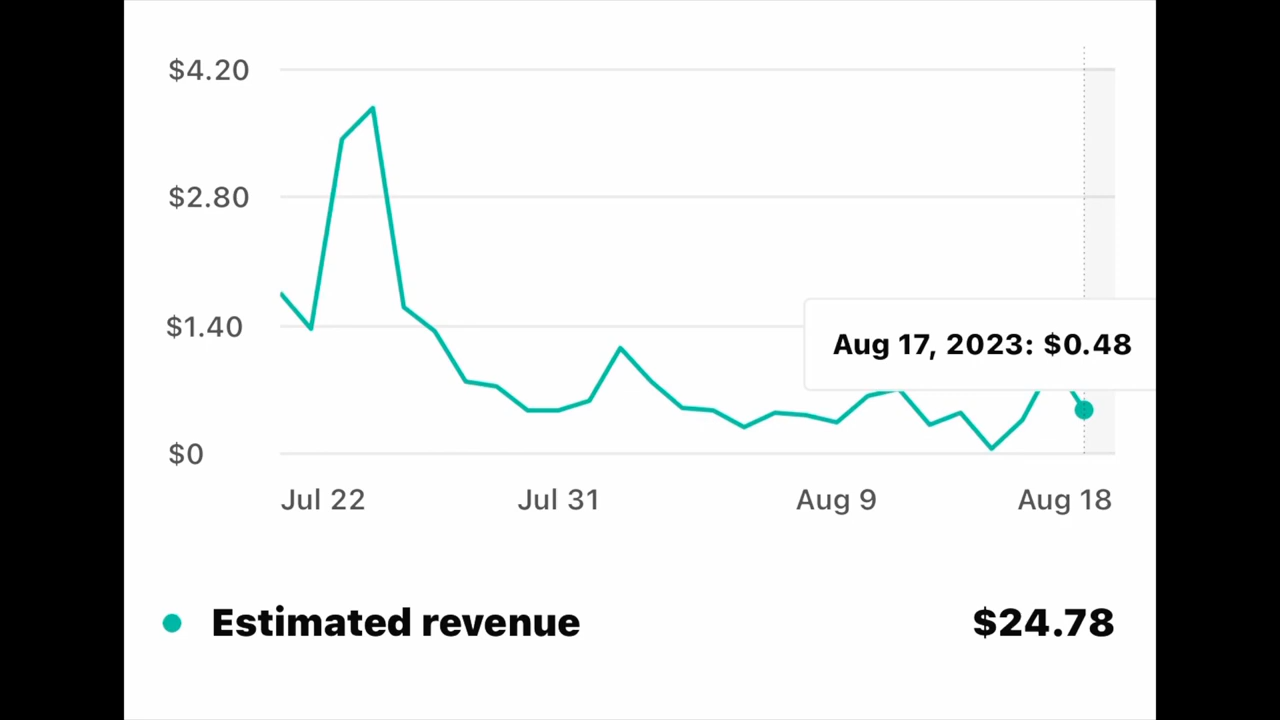 $4.20
$2.80
$1.40
$0
Aug 17, 2023: $0.48
Jul 22 Jul 31 Aug 9 Aug 18
Estimated revenue $24.78